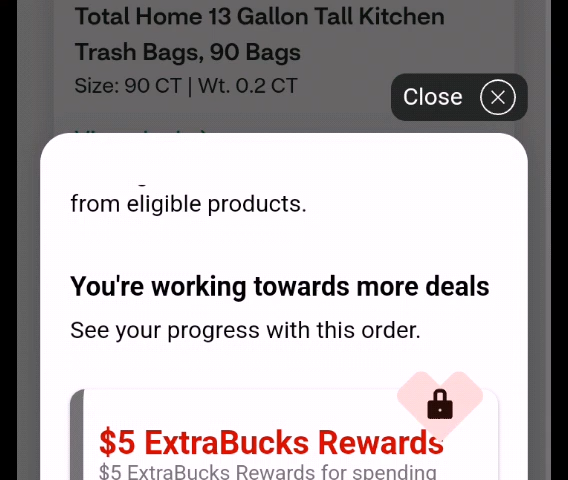 Total Home 13 Gallon Tall Kitchen
Trash Bags, 90 Bags
Size: 90 CT | Wt. 0.2 CT
Close
from eligible products.
You're working towards more deals
See your progress with this order.
$5 ExtraBucks Rewards
$5 ExtraBucks Rewards for spending